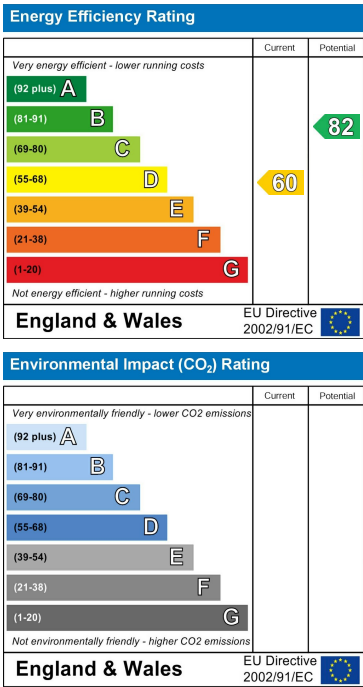 Energy Efficiency Rating
Current Potential
Very energy efficient - lower running costs
(92 plus) A
(81-91) B
82
(69-80) C
(55-68) D
60
(39-54) E
(21-38) F
(1-20) G
Not energy efficient - higher running costs
England & Wales
EU Directive
2002/91/EC
Environmental Impact (CO₂) Rating
Current Potential
Very environmentally friendly - lower CO2 emissions
(92 plus) A
(81-91) B
(69-80) C
(55-68) D
(39-54) E
(21-38) F
(1-20) G
Not environmentally friendly - higher CO2 emissions
England & Wales
EU Directive
2002/91/EC